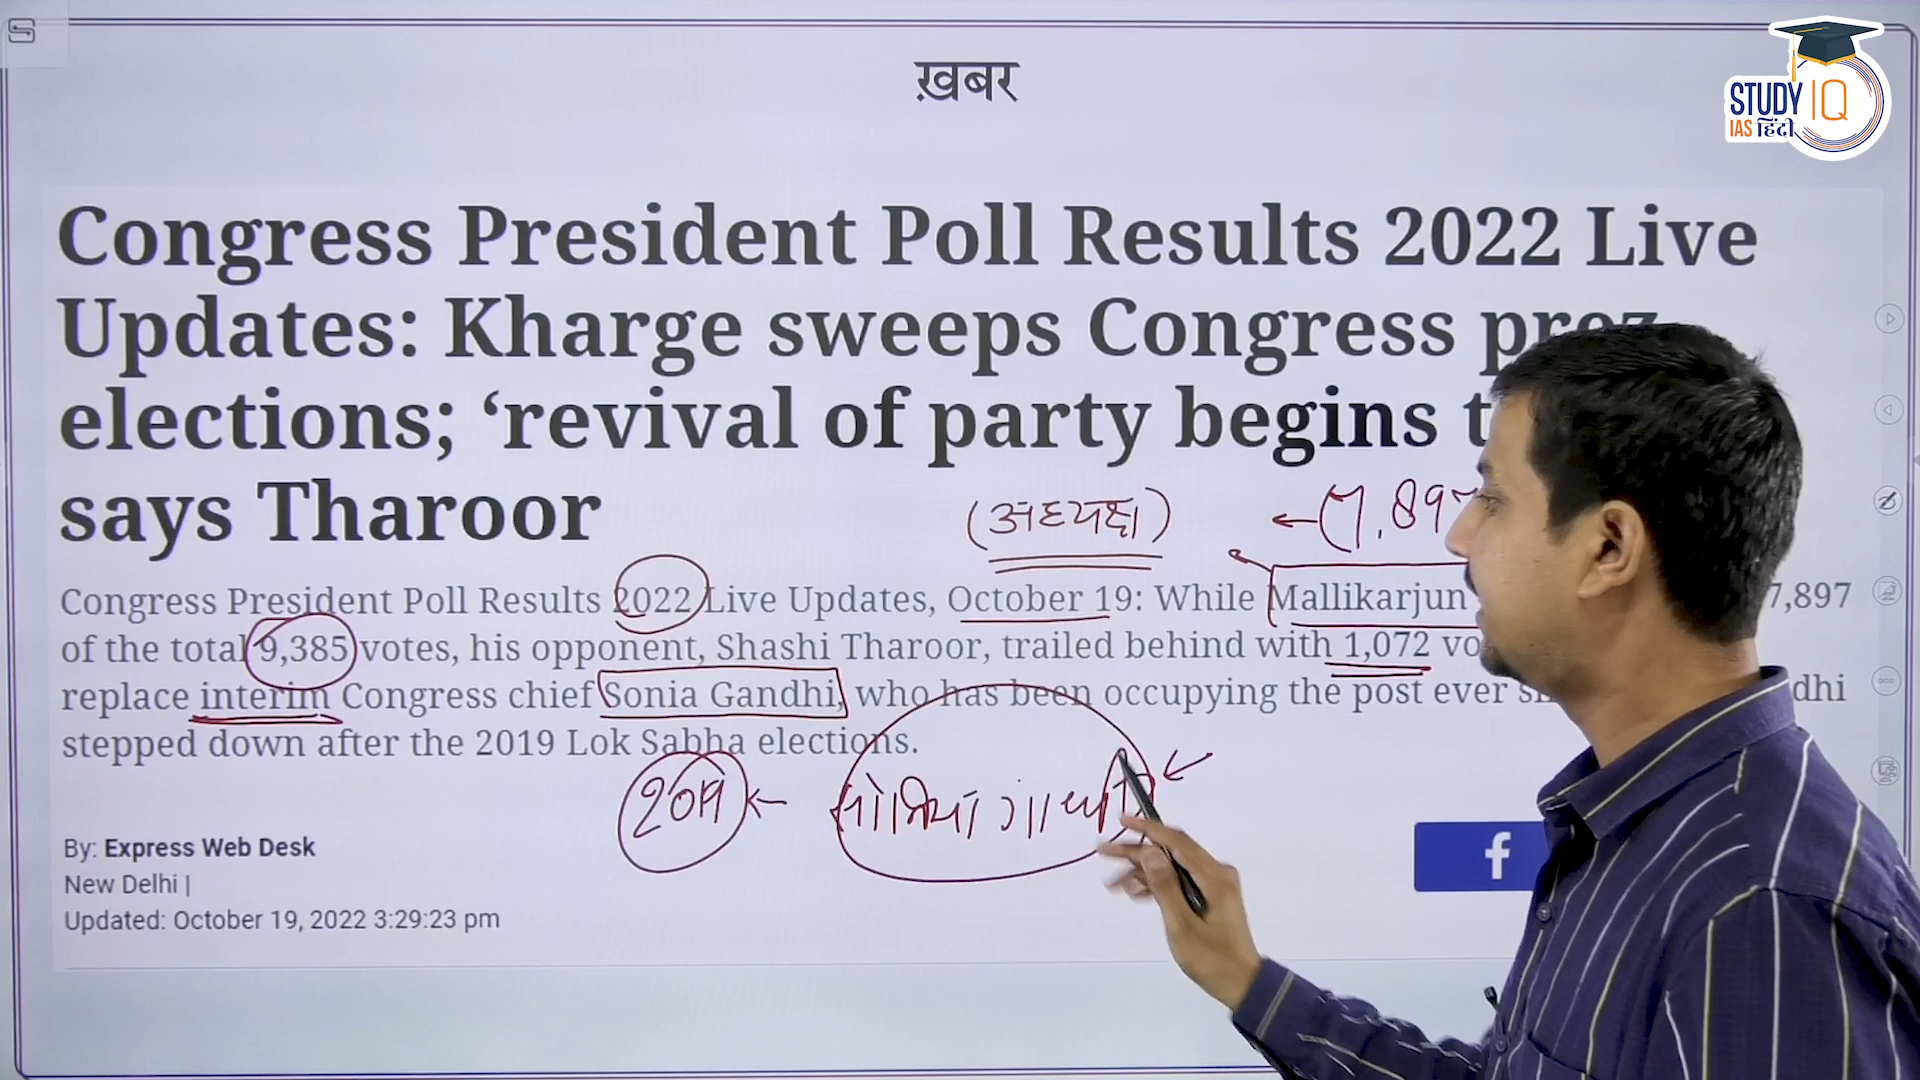 ख़बर
STUDY IQ
IAS हिंदी
Congress President Poll Results 2022 Live
Updates: Kharge sweeps Congress prez
elections; ‘revival of party begins
says Tharoor
(अध्यक्ष)
←(7,897
Congress President Poll Results 2022 Live Updates, October 19: While Mallikarjun 7,897
of the total 9,385 votes, his opponent, Shashi Tharoor, trailed behind with 1,072
replace interim Congress chief Sonia Gandhi, who has been occupying the post ever
stepped down after the 2019 Lok Sabha elections.
2019 ← सोनिया गांधी ←
By: Express Web Desk
New Delhi |
Updated: October 19, 2022 3:29:23 pm
f